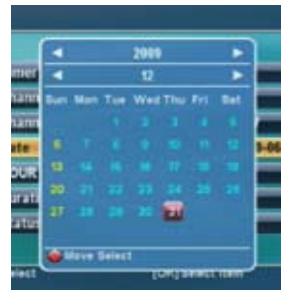 2009
12
Sun Mon Tue Wed Thu Fri Sat
1 2 3 4 5
6 7 8 9 10 11 12
13 14 15 16 17 18 19
20 21 22 23 24 25 26
27 28 29 30 31
Move Select
[OK] Select Item